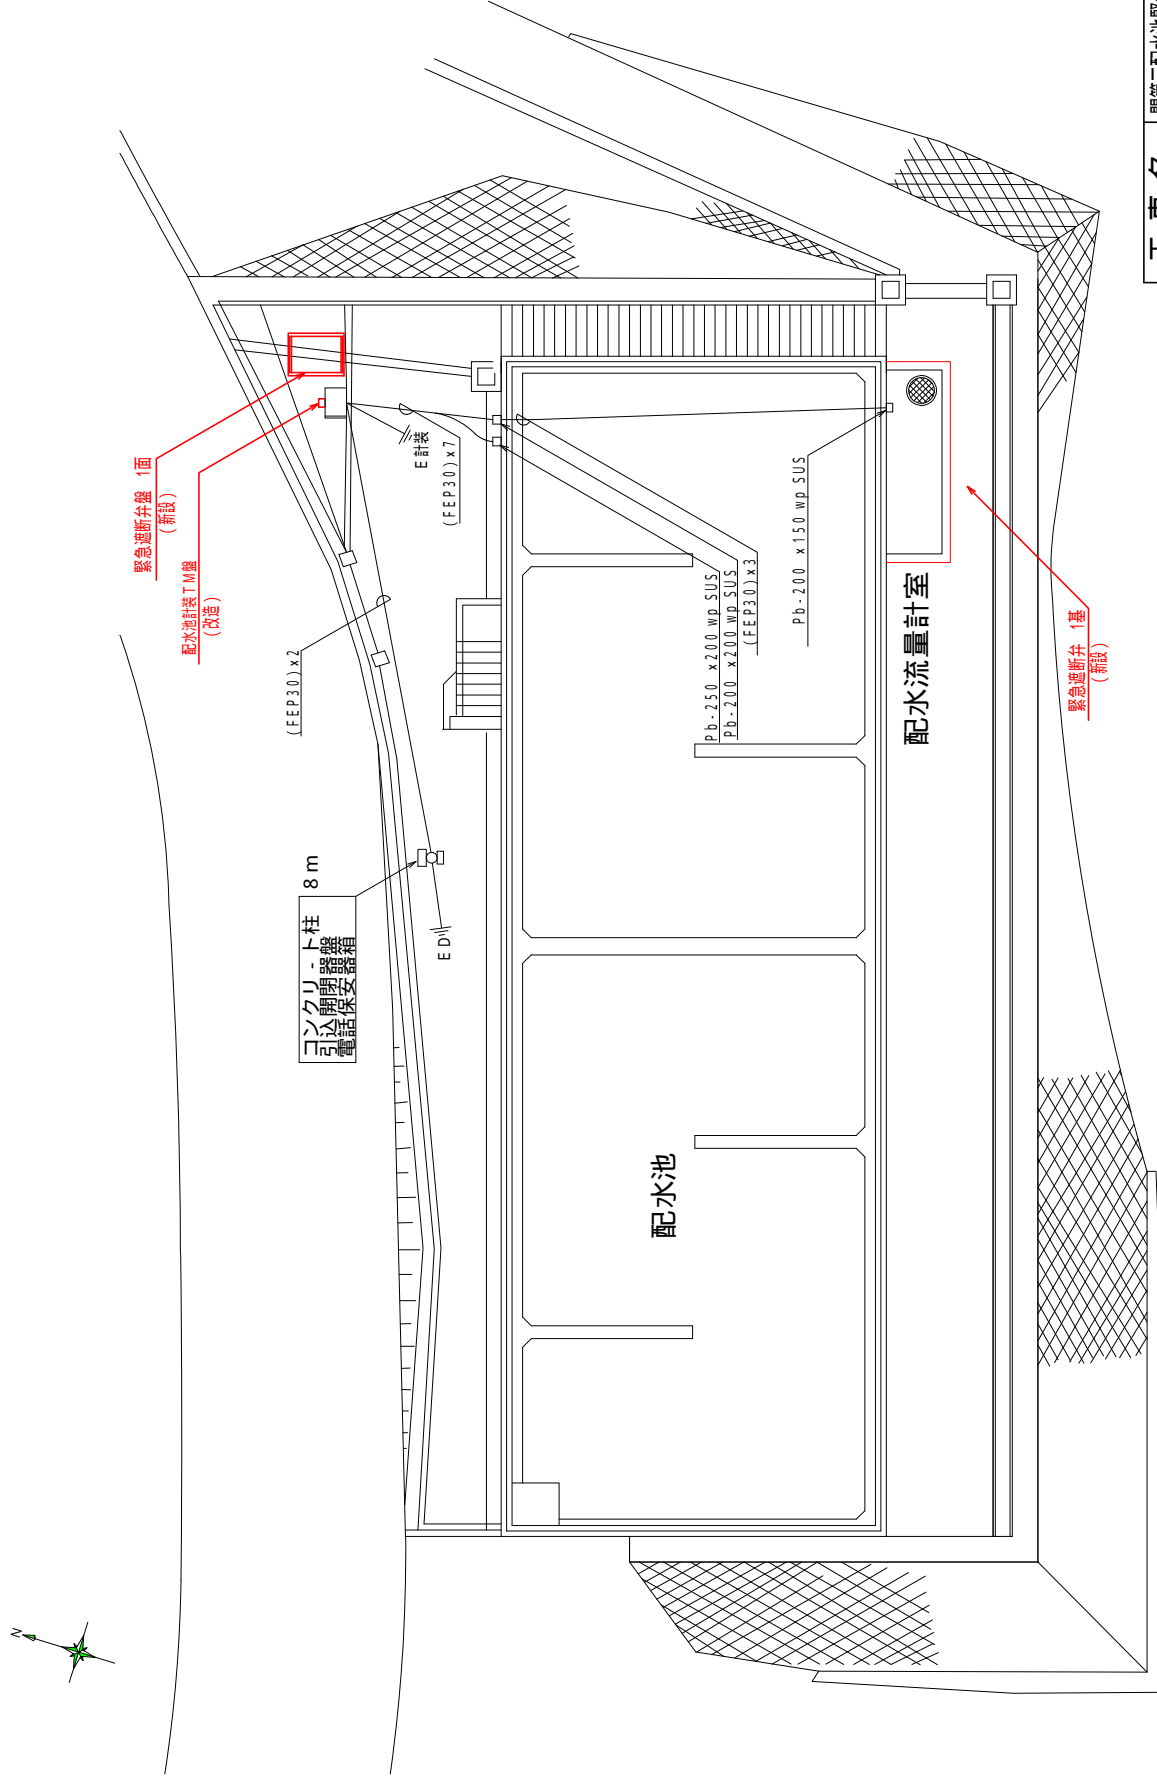 緊急遮断弁盤 1面
(新設)
配水池計装TM盤
(改造)
E計装
(FEP30)x7
(FEP30)x2
Pb-250 x200 wp SUS
Pb-200 x200 wp SUS
(FEP30)x3
Pb-200 x150 wp SUS
配水流量計室
緊急遮断弁 1基
(新設)
コンクリ-ト柱 8m
引込開閉器盤
電話保安器箱
ED
配水池
N
工事名